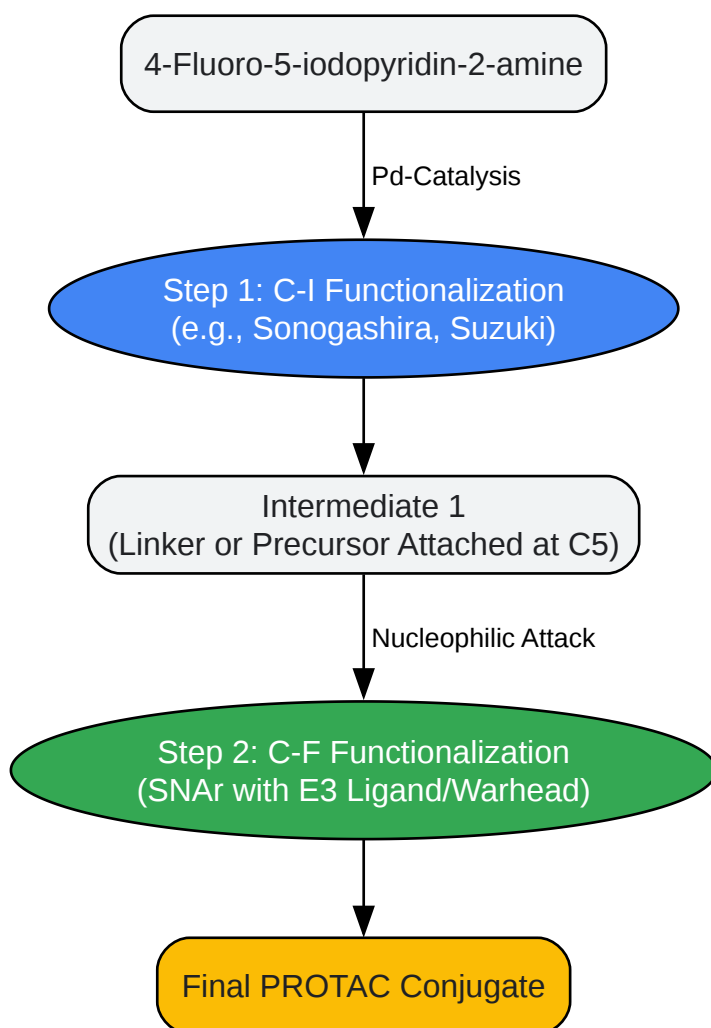 4-Fluoro-5-iodopyridin-2-amine
Pd-Catalysis
Step 1: C-I Functionalization
(e.g., Sonogashira, Suzuki)
Intermediate 1
(Linker or Precursor Attached at C5)
Nucleophilic Attack
Step 2: C-F Functionalization
(SNAr with E3 Ligand/Warhead)
Final PROTAC Conjugate